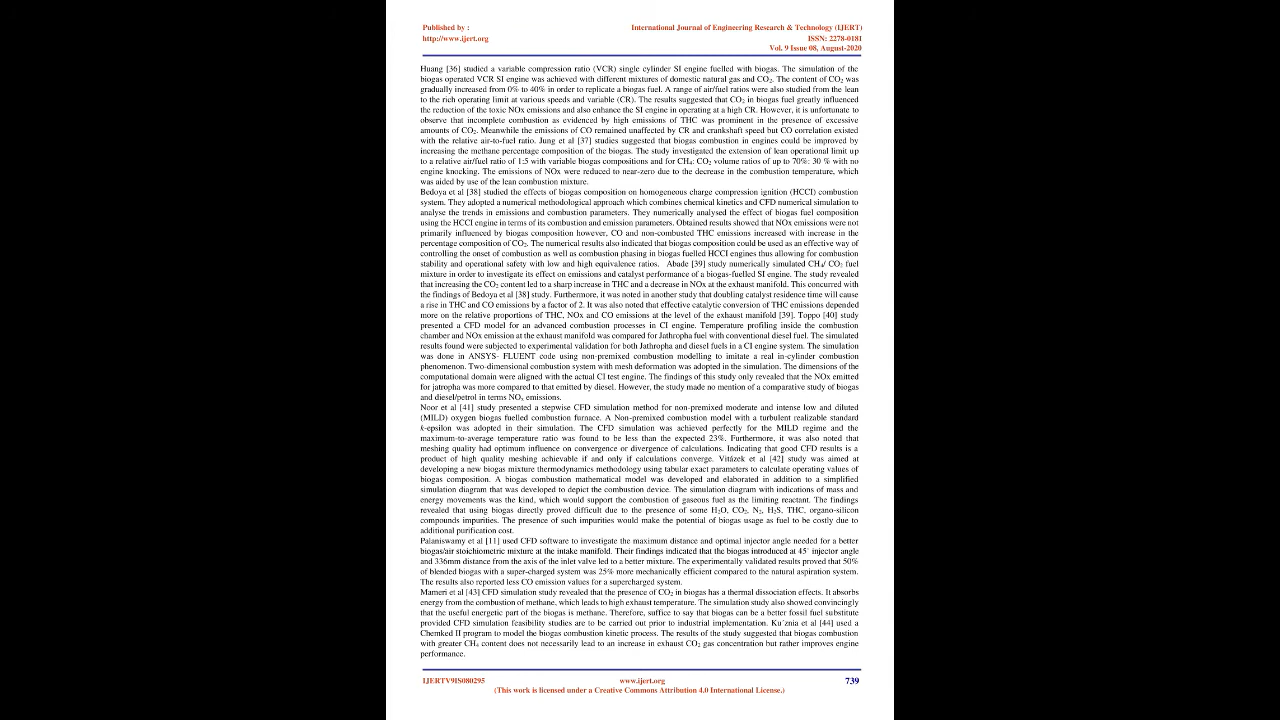 Published by :
International Journal of Engineering Research & Technology (IJERT)
http://www.ijert.org
ISSN: 2278-0181
Vol. 9 Issue 08, August-2020
Huang [36] studied a variable compression ratio (VCR) single cylinder SI engine fuelled with biogas. The simulation of the
biogas operated VCR SI engine was achieved with different mixtures of domestic natural gas and CO₂. The content of CO₂ was
gradually increased from 0% to 40% in order to replicate a biogas fuel. A range of air/fuel ratios were also studied from the lean
to the rich operating limit at various speeds and variable (CR). The results suggested that CO₂ in biogas fuel greatly influenced
the reduction of the toxic NOx emissions and also enhance the SI engine in operating at a high CR. However, it is unfortunate to
observe that incomplete combustion as evidenced by high emissions of THC was prominent in the presence of excessive
amounts of CO₂. Meanwhile the emissions of CO remained unaffected by CR and crankshaft speed but CO correlation existed
with the relative air-to-fuel ratio. Jung et al [37] studies suggested that biogas combustion in engines could be improved by
increasing the methane percentage composition of the biogas. The study investigated the extension of lean operational limit up
to a relative air/fuel ratio of 1:5 with variable biogas compositions and for CH₄: CO₂ volume ratios of up to 70%: 30 % with no
engine knocking. The emissions of NOx were reduced to near-zero due to the decrease in the combustion temperature, which
was aided by use of the lean combustion mixture.
Bedoya et al [38] studied the effects of biogas composition on homogeneous charge compression ignition (HCCI) combustion
system. They adopted a numerical methodological approach which combines chemical kinetics and CFD numerical simulation to
analyse the trends in emissions and combustion parameters. They numerically analysed the effect of biogas fuel composition
using the HCCI engine in terms of its combustion and emission parameters. Obtained results showed that NOx emissions were not
primarily influenced by biogas composition however, CO and non-combusted THC emissions increased with increase in the
percentage composition of CO₂. The numerical results also indicated that biogas composition could be used as an effective way of
controlling the onset of combustion as well as combustion phasing in biogas fuelled HCCI engines thus allowing for combustion
stability and operational safety with low and high equivalence ratios. Abade [39] study numerically simulated CH₄/ CO₂ fuel
mixture in order to investigate its effect on emissions and catalyst performance of a biogas-fuelled SI engine. The study revealed
that increasing the CO₂ content led to a sharp increase in THC and a decrease in NOx at the exhaust manifold. This concurred with
the findings of Bedoya et al [38] study. Furthermore, it was noted in another study that doubling catalyst residence time will cause
a rise in THC and CO emissions by a factor of 2. It was also noted that effective catalytic conversion of THC emissions depended
more on the relative proportions of THC, NOx and CO emissions at the level of the exhaust manifold [39]. Toppo [40] study
presented a CFD model for an advanced combustion processes in CI engine. Temperature profiling inside the combustion
chamber and NOx emission at the exhaust manifold was compared for Jathropha fuel with conventional diesel fuel. The simulated
results found were subjected to experimental validation for both Jathropha and diesel fuels in a CI engine system. The simulation
was done in ANSYS- FLUENT code using non-premixed combustion modelling to imitate a real in-cylinder combustion
phenomenon. Two-dimensional combustion system with mesh deformation was adopted in the simulation. The dimensions of the
computational domain were aligned with the actual CI test engine. The findings of this study only revealed that the NOx emitted
for jatropha was more compared to that emitted by diesel. However, the study made no mention of a comparative study of biogas
and diesel/petrol in terms NOₓ emissions.
Noor et al [41] study presented a stepwise CFD simulation method for non-premixed moderate and intense low and diluted
(MILD) oxygen biogas fuelled combustion furnace. A Non-premixed combustion model with a turbulent realizable standard
k-epsilon was adopted in their simulation. The CFD simulation was achieved perfectly for the MILD regime and the
maximum-to-average temperature ratio was found to be less than the expected 23%. Furthermore, it was also noted that
meshing quality had optimum influence on convergence or divergence of calculations. Indicating that good CFD results is a
product of high quality meshing achievable if and only if calculations converge. Vitázek et al [42] study was aimed at
developing a new biogas mixture thermodynamics methodology using tabular exact parameters to calculate operating values of
biogas composition. A biogas combustion mathematical model was developed and elaborated in addition to a simplified
simulation diagram that was developed to depict the combustion device. The simulation diagram with indications of mass and
energy movements was the kind, which would support the combustion of gaseous fuel as the limiting reactant. The findings
revealed that using biogas directly proved difficult due to the presence of some H₂O, CO₂, N₂, H₂S, THC, organo-silicon
compounds impurities. The presence of such impurities would make the potential of biogas usage as fuel to be costly due to
additional purification cost.
Palaniswamy et al [11] used CFD software to investigate the maximum distance and optimal injector angle needed for a better
biogas/air stoichiometric mixture at the intake manifold. Their findings indicated that the biogas introduced at 45° injector angle
and 336mm distance from the axis of the inlet valve led to a better mixture. The experimentally validated results proved that 50%
of blended biogas with a super-charged system was 25% more mechanically efficient compared to the natural aspiration system.
The results also reported less CO emission values for a supercharged system.
Mameri et al [43] CFD simulation study revealed that the presence of CO₂ in biogas has a thermal dissociation effects. It absorbs
energy from the combustion of methane, which leads to high exhaust temperature. The simulation study also showed convincingly
that the useful energetic part of the biogas is methane. Therefore, suffice to say that biogas can be a better fossil fuel substitute
provided CFD simulation feasibility studies are to be carried out prior to industrial implementation. Ku´znia et al [44] used a
Chemked II program to model the biogas combustion kinetic process. The results of the study suggested that biogas combustion
with greater CH₄ content does not necessarily lead to an increase in exhaust CO₂ gas concentration but rather improves engine
performance.
IJERTV9IS080295
www.ijert.org
739
(This work is licensed under a Creative Commons Attribution 4.0 International License.)